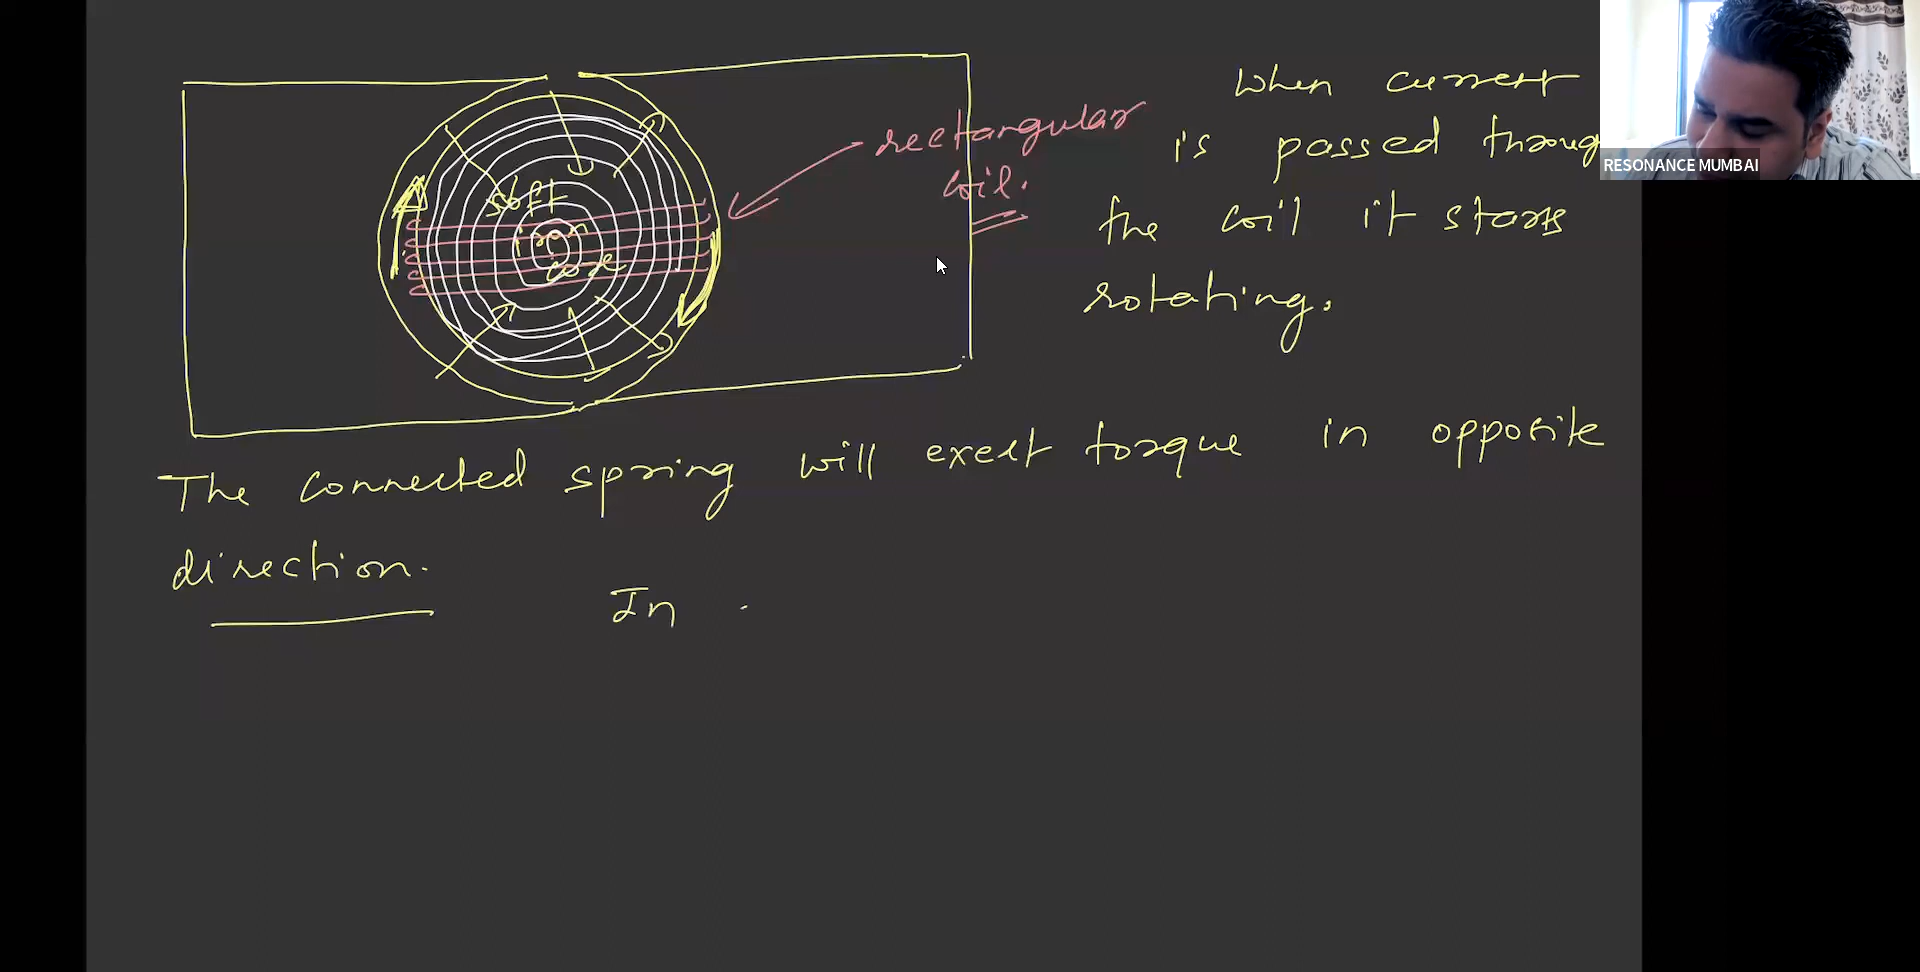 When current
is passed throug
RESONANCE MUMBAI
rectangular
coil.
the coil it starts
rotating.
soft
iron
core
The connected spring will exert torque in opposite
direction.
In